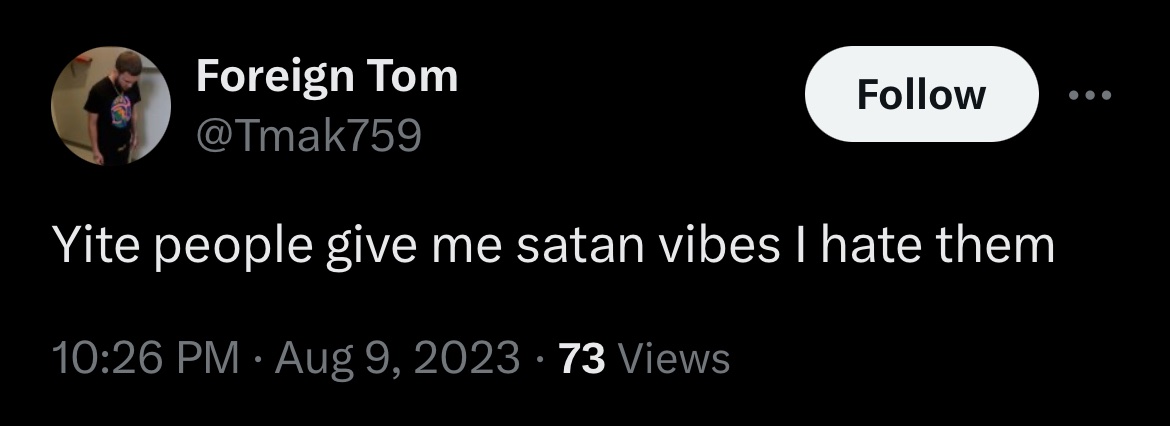 Foreign Tom
@Tmak759
Follow
Yite people give me satan vibes I hate them
10:26 PM · Aug 9, 2023 · 73 Views